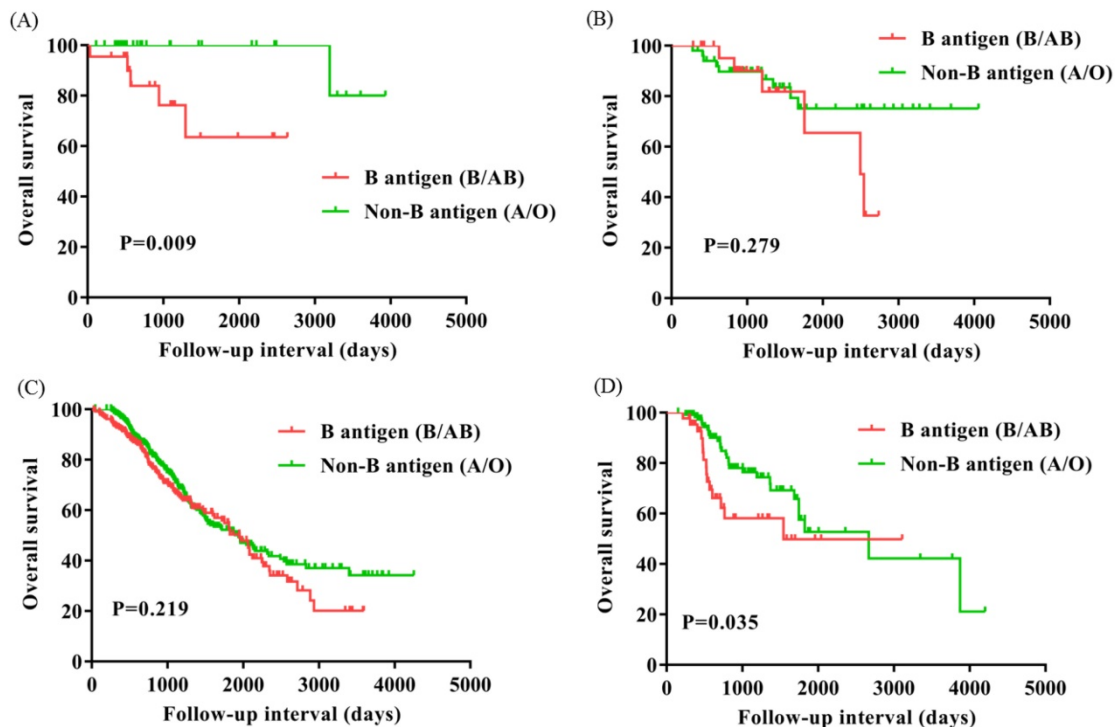 (A)
100
80
60
40
20
0
Overall survival
B antigen (B/AB)
Non-B antigen (A/O)
P=0.009
0 1000 2000 3000 4000 5000
Follow-up interval (days)
(B)
100
80
60
40
20
0
Overall survival
B antigen (B/AB)
Non-B antigen (A/O)
P=0.279
0 1000 2000 3000 4000 5000
Follow-up interval (days)
(C)
100
80
60
40
20
0
Overall survival
B antigen (B/AB)
Non-B antigen (A/O)
P=0.219
0 1000 2000 3000 4000 5000
Follow-up interval (days)
(D)
100
80
60
40
20
0
Overall survival
B antigen (B/AB)
Non-B antigen (A/O)
P=0.035
0 1000 2000 3000 4000 5000
Follow-up interval (days)